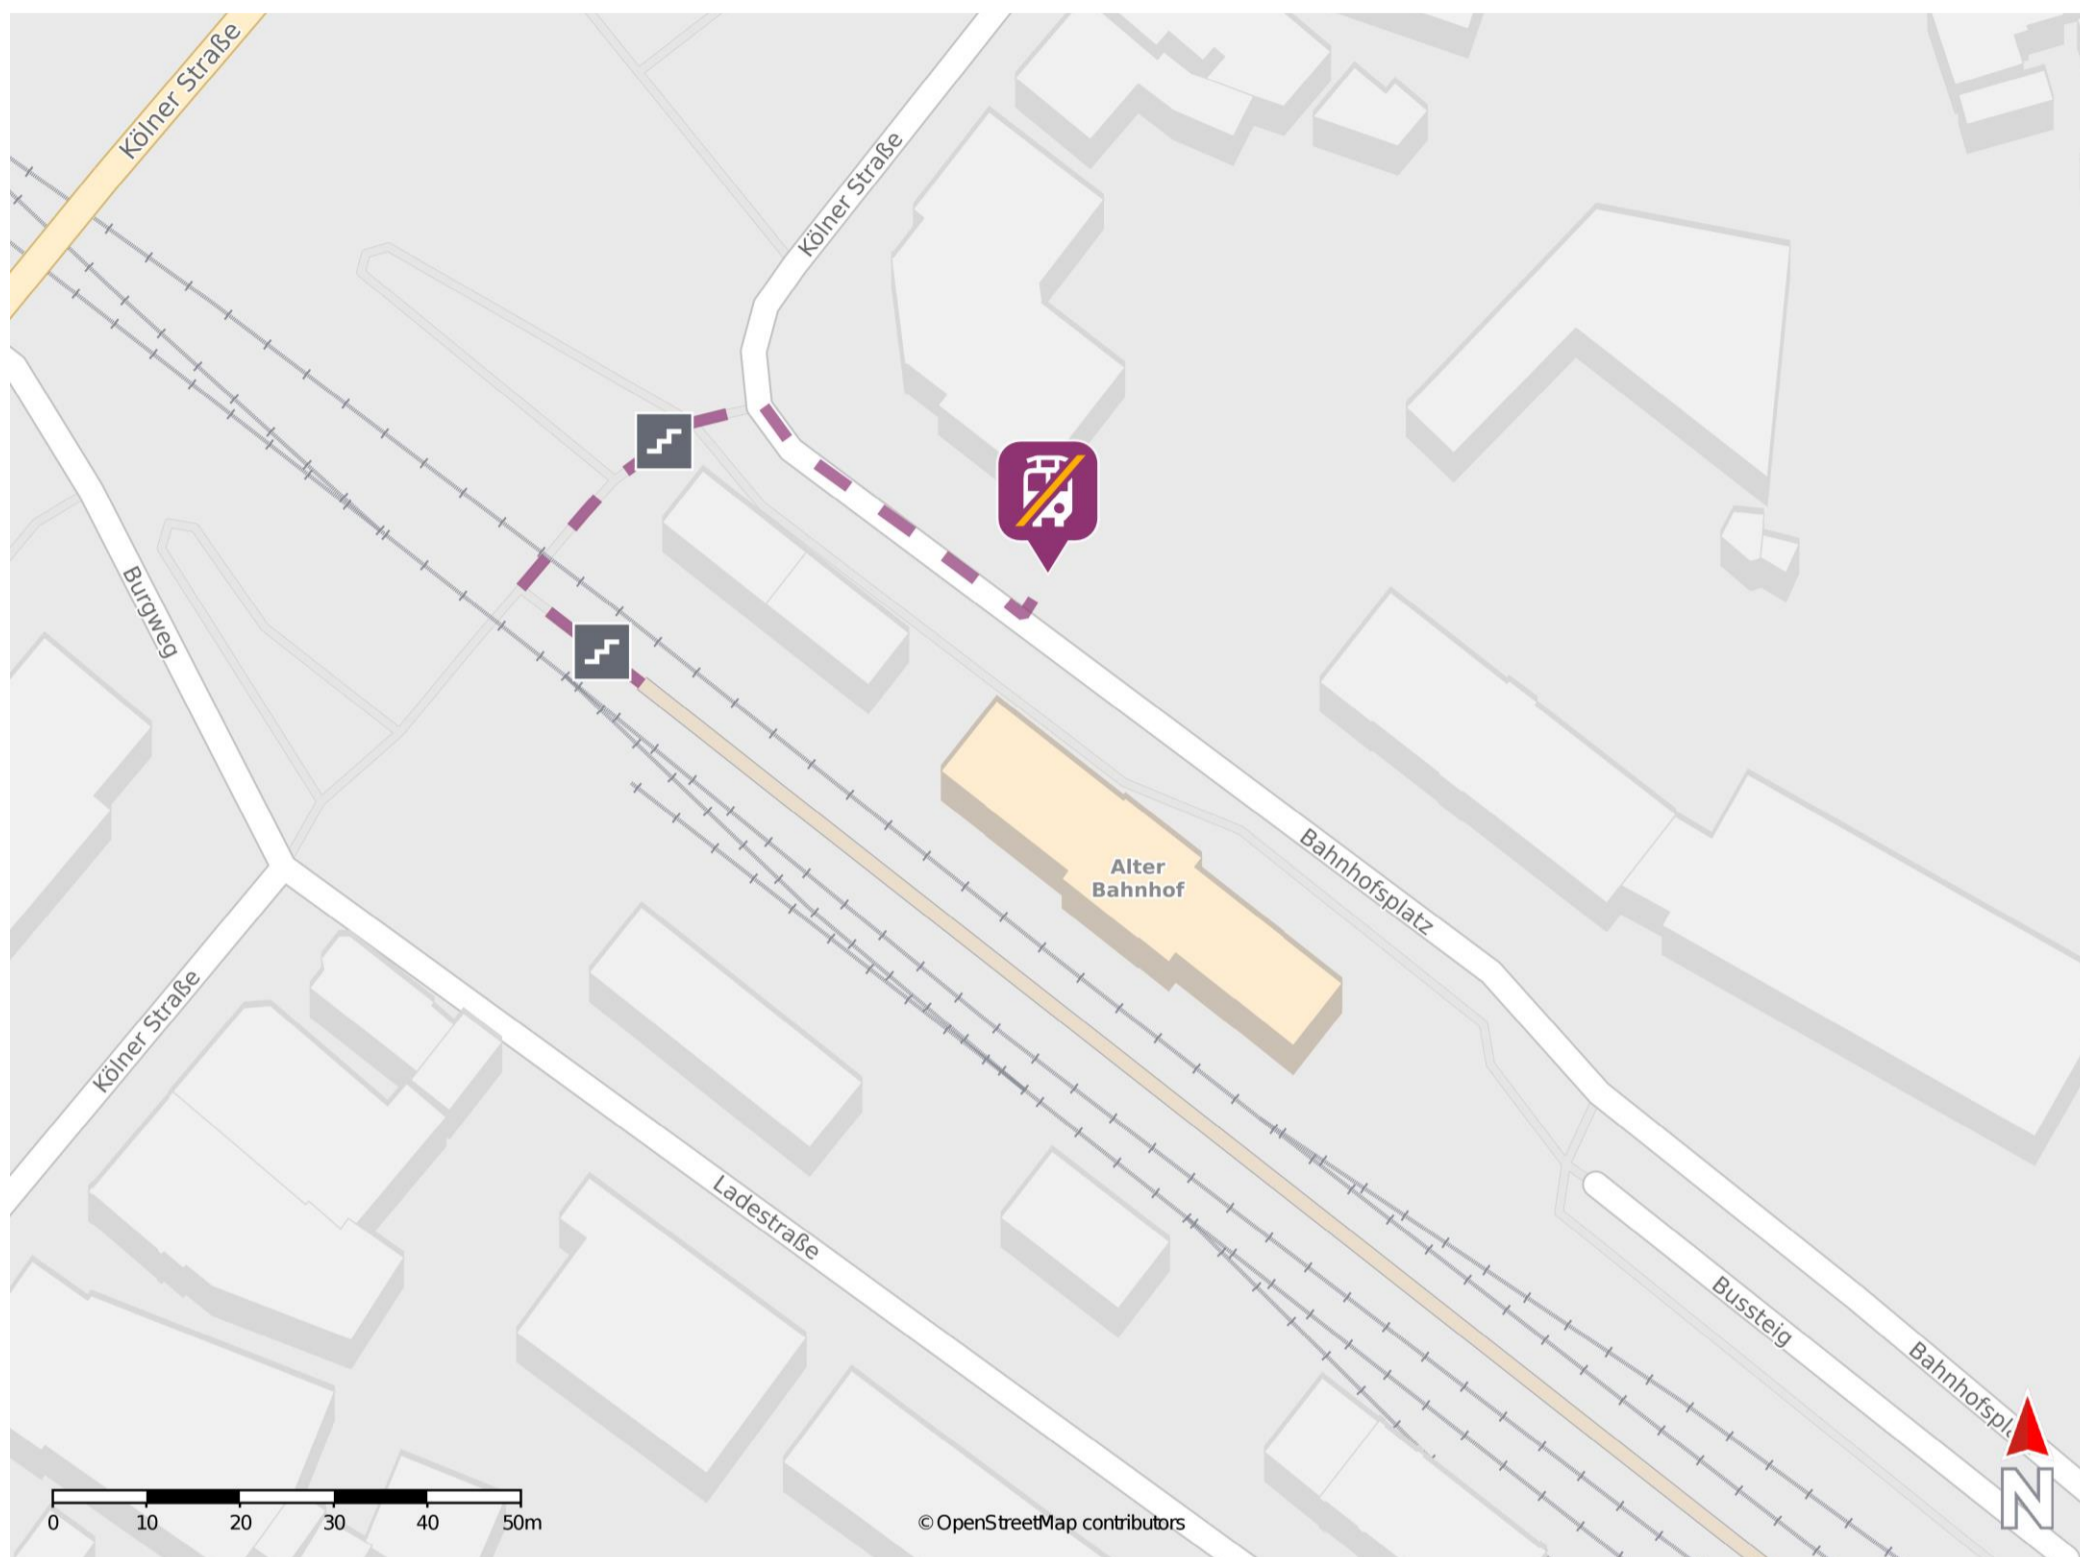 Kölner Straße
Kölner Straße
Burgweg
Alter
Bahnhof
Bahnhofsplatz
Kölner Straße
Ladestraße
Bussteig
Bahnhofspla
N
0 10 20 30 40 50m
© OpenStreetMap contributors